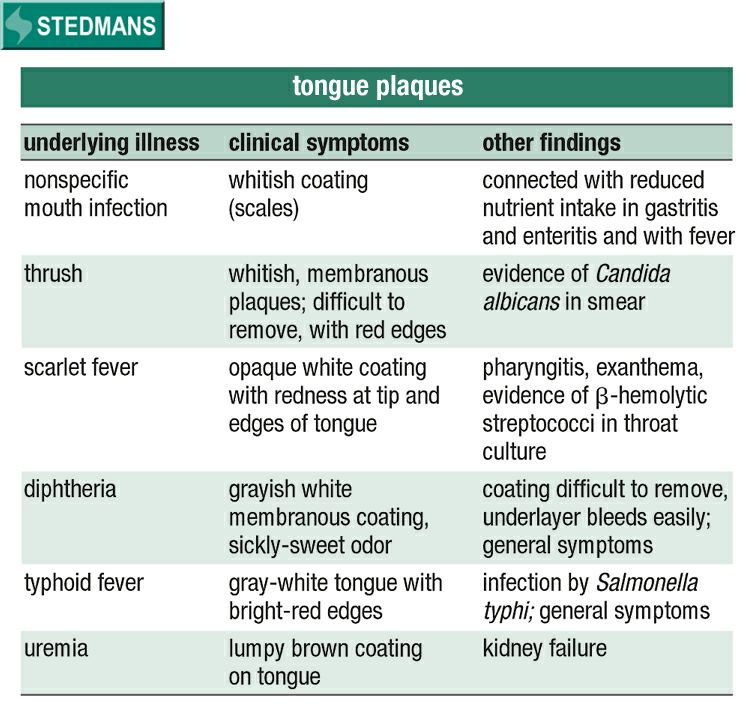 STEDMANS
tongue plaques
underlying illness clinical symptoms other findings
nonspecific whitish coating connected with reduced
mouth infection (scales) nutrient intake in gastritis
and enteritis and with fever
thrush whitish, membranous evidence of Candida
plaques; difficult to albicans in smear
remove, with red edges
scarlet fever opaque white coating pharyngitis, exanthema,
with redness at tip and evidence of β-hemolytic
edges of tongue streptococci in throat
culture
diphtheria grayish white coating difficult to remove,
membranous coating, underlayer bleeds easily;
sickly-sweet odor general symptoms
typhoid fever gray-white tongue with infection by Salmonella
bright-red edges typhi; general symptoms
uremia lumpy brown coating kidney failure
on tongue